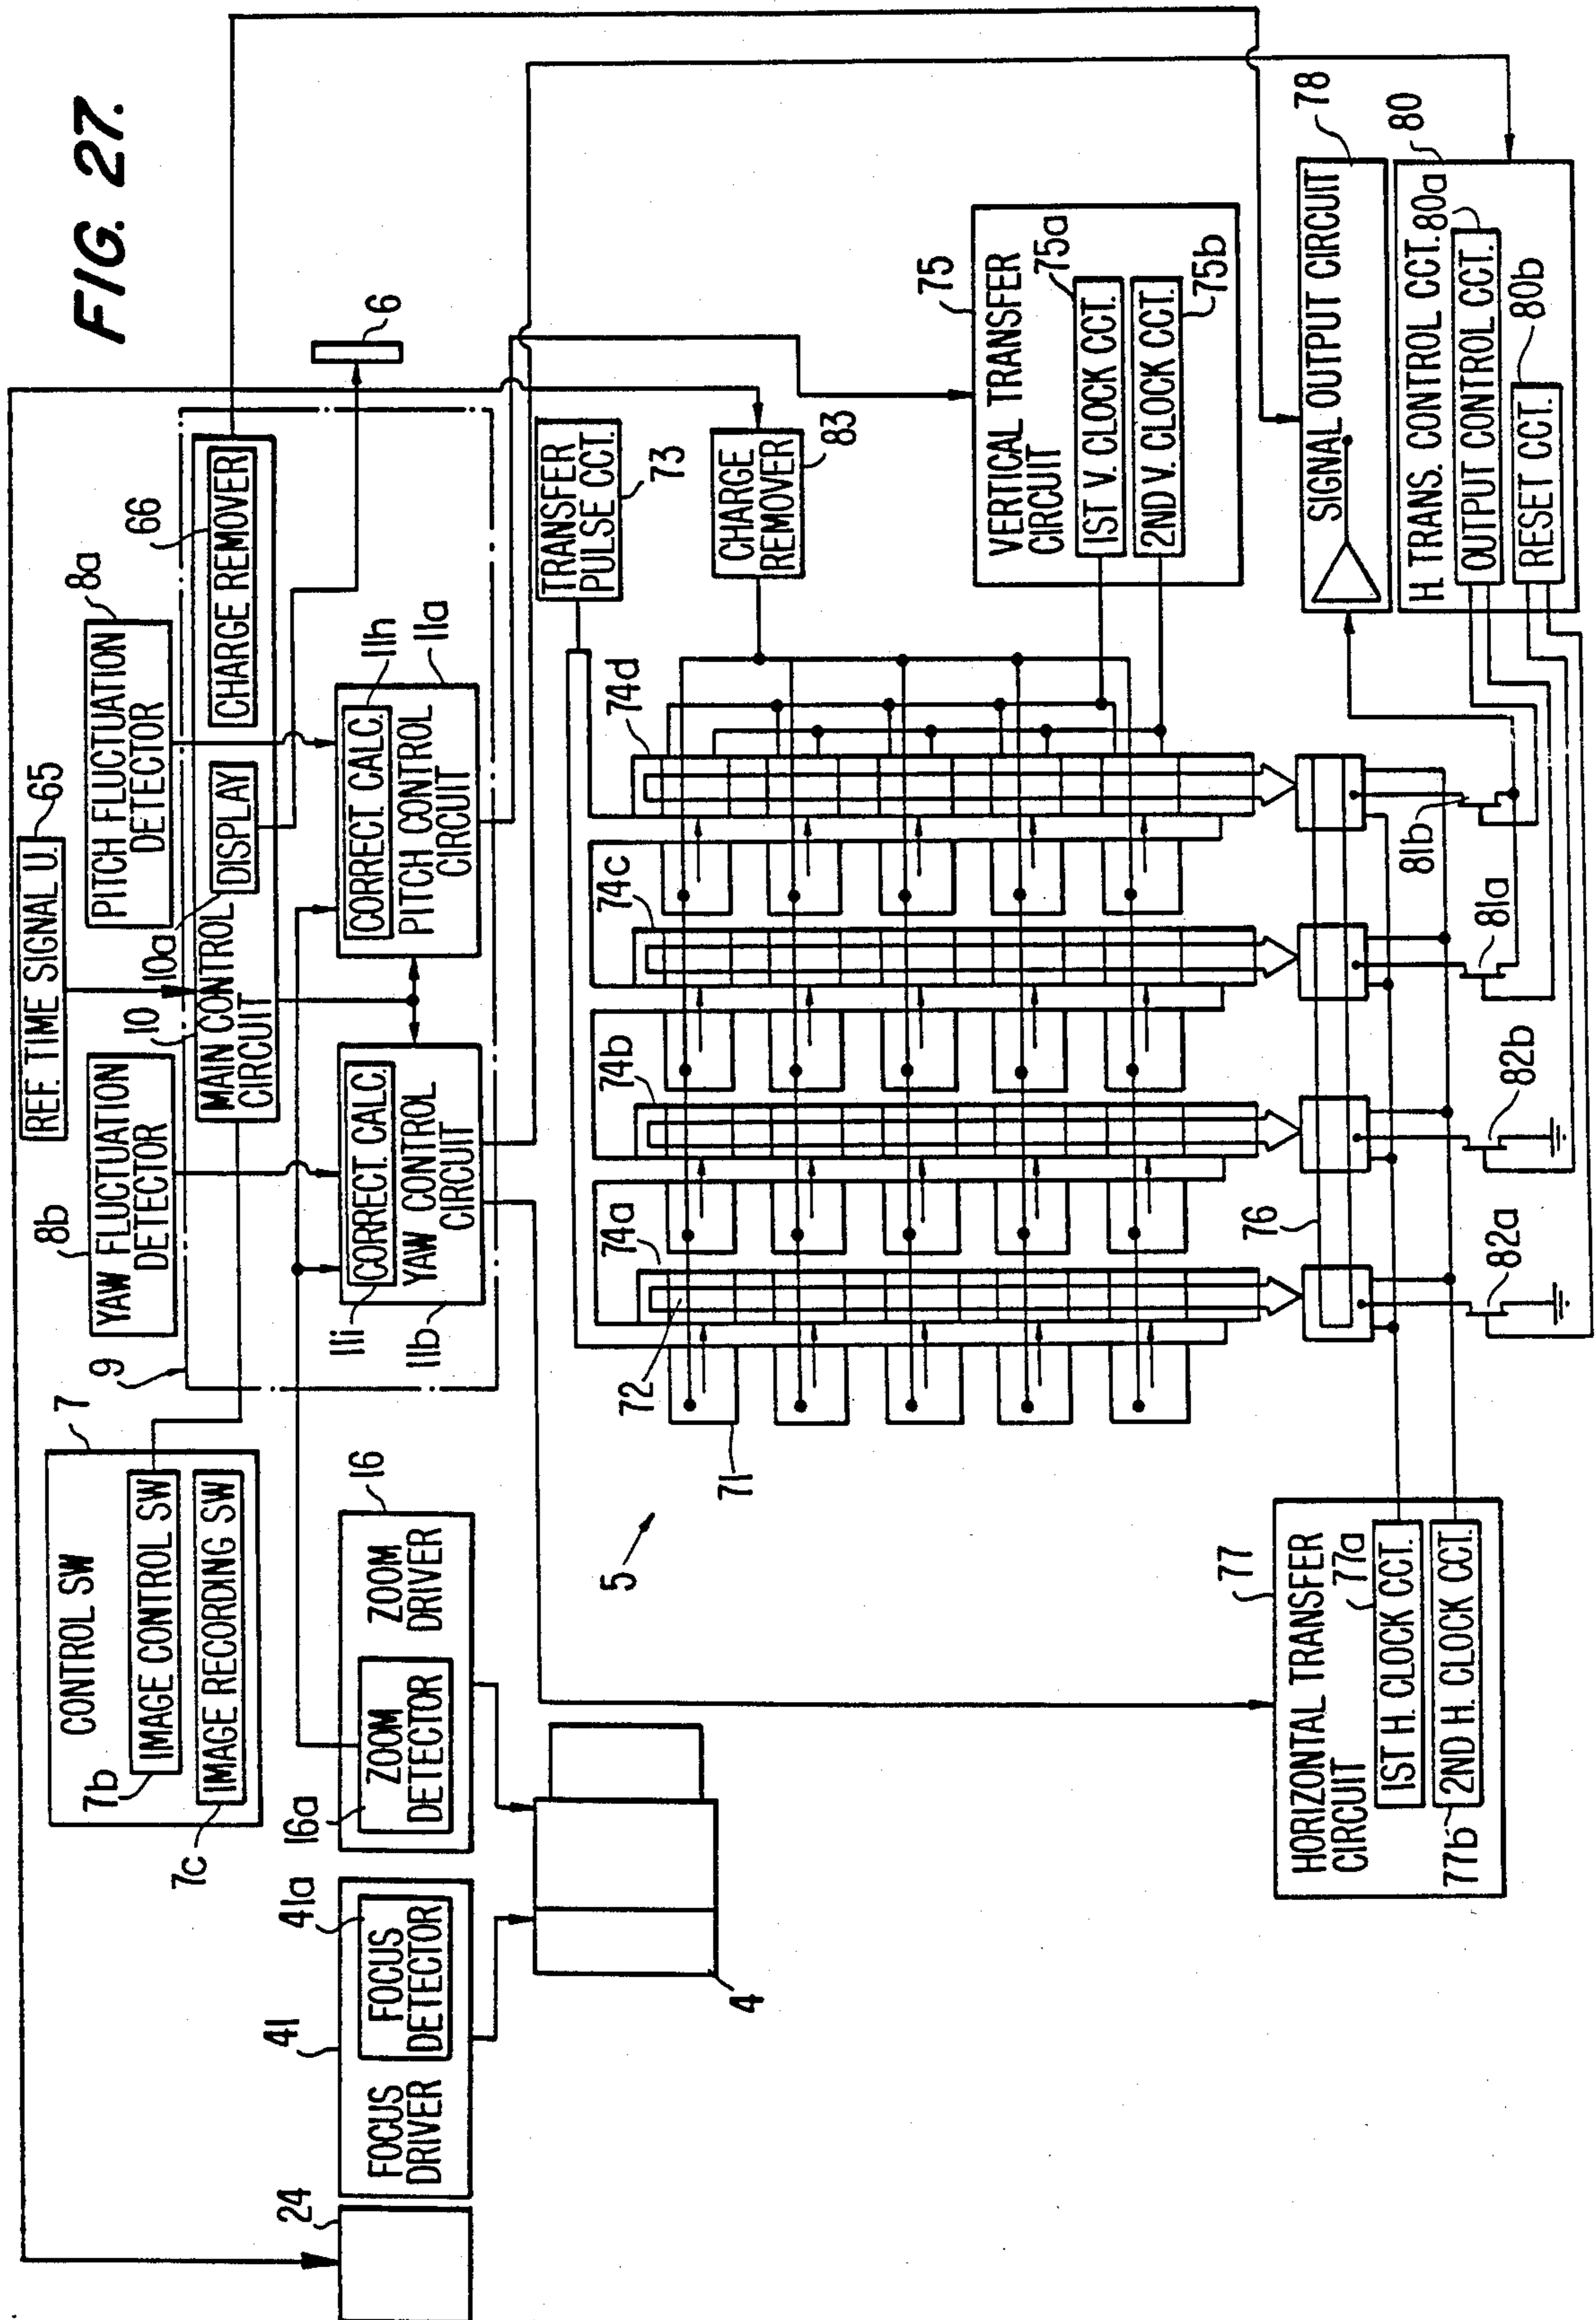 FIG. 27.
REF. TIME SIGNAL U.
65
YAW FLUCTUATION
DETECTOR
8b
PITCH FLUCTUATION
DETECTOR
8a
CONTROL SW
7
IMAGE CONTROL SW
7b
IMAGE RECORDING SW
7c
9
10
MAIN CONTROL
CIRCUIT
10a
DISPLAY
CHARGE REMOVER
66
6
24
FOCUS
DRIVER
41
FOCUS
DETECTOR
41a
ZOOM
DRIVER
16
ZOOM
DETECTOR
16a
CORRECT. CALC.
YAW CONTROL
CIRCUIT
11i
11b
CORRECT CALC.
PITCH CONTROL
CIRCUIT
11h
11a
4
TRANSFER
PULSE CCT.
73
CHARGE
REMOVER
83
5
71
72
74a
74b
74c
74d
VERTICAL TRANSFER
CIRCUIT
75
1ST V. CLOCK CCT.
75a
2ND V. CLOCK CCT.
75b
76
HORIZONTAL TRANSFER
CIRCUIT
77
1ST H. CLOCK CCT.
77a
2ND H. CLOCK CCT.
77b
82a
82b
81a
81b
SIGNAL OUTPUT CIRCUIT
78
H. TRANS. CONTROL CCT.
80
OUTPUT CONTROL CCT.
80a
RESET CCT.
80b